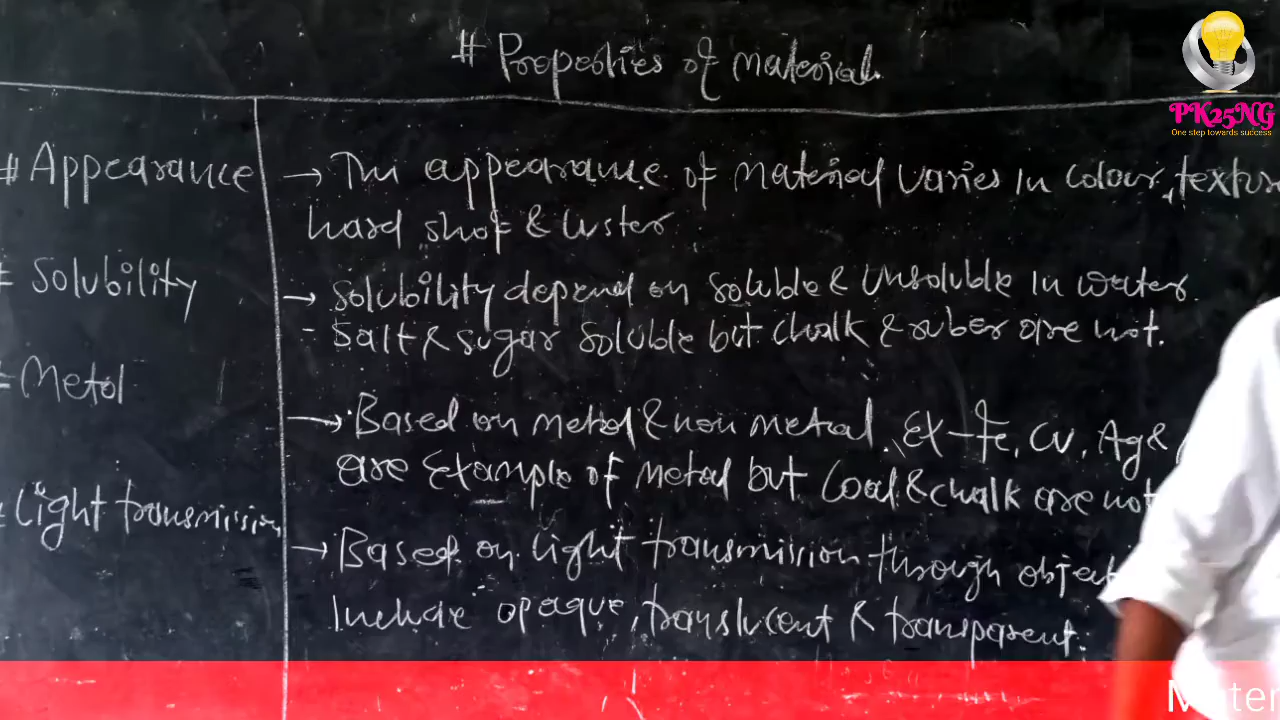 # Properties of material.
PK25NG
One step towards success
# Appearance
→ The appearance of material varies in colour, textur
hard shof & luster
# Solubility
→ Solubility depend on soluble & unsoluble in water.
- Salt & sugar soluble but chalk & ruber are not.
# Metal
→ Based on metal & non metal. Ex - Fe, Cu, Ag &
are Example of metal but Coal & chalk are not
# Light transmission
→ Based on light transmission through object
Include opaque, translucent & transparent.
Mater